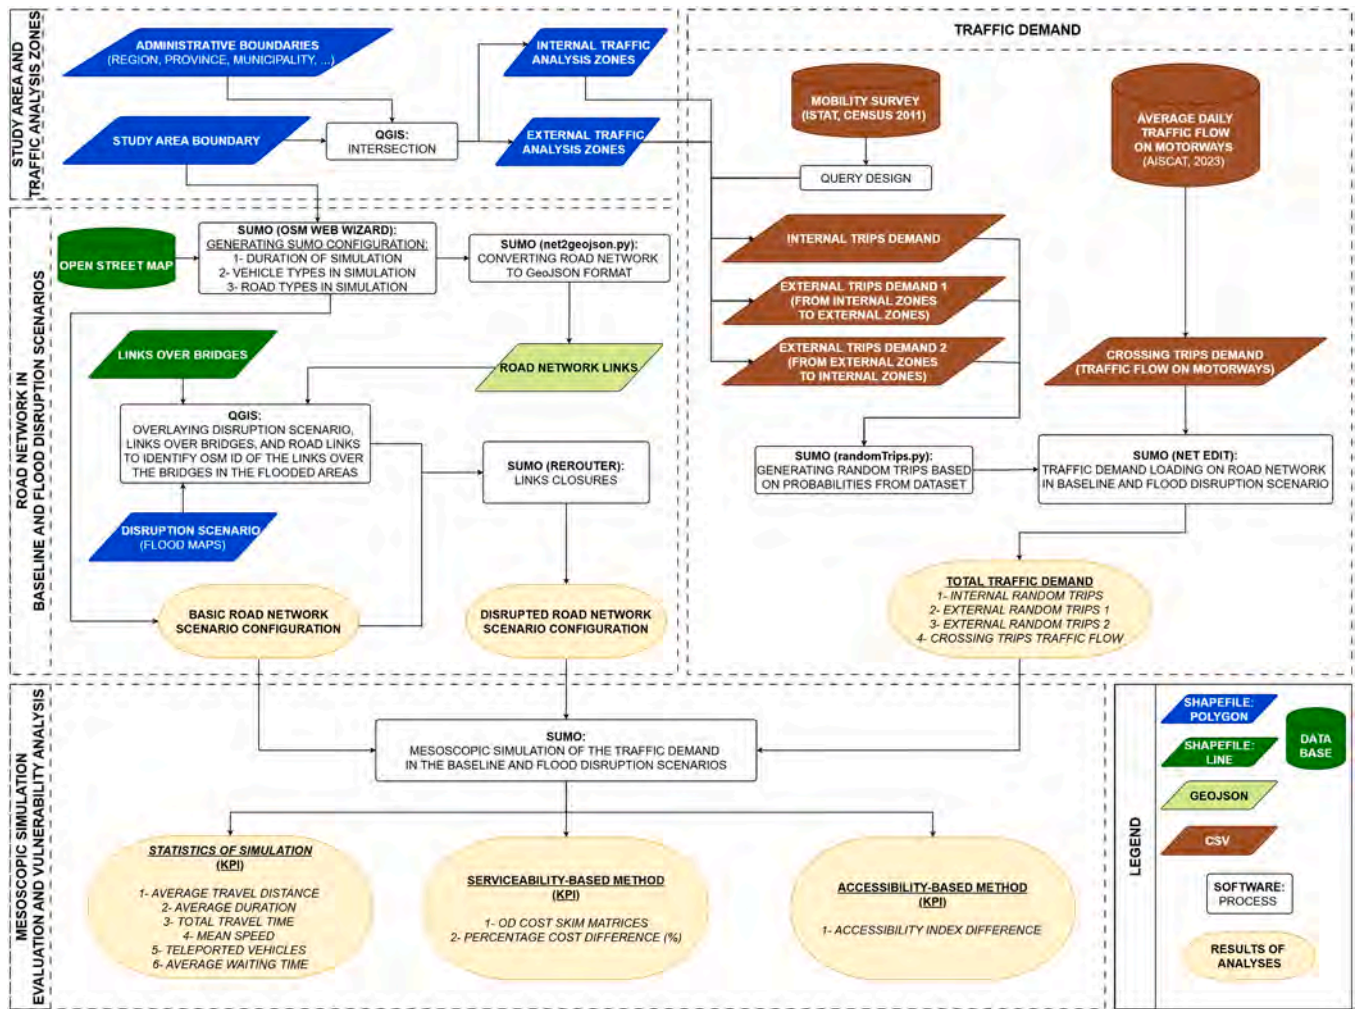 STUDY AREA AND
TRAFFIC ANALYSIS ZONES
ADMINISTRATIVE BOUNDARIES
(REGION, PROVINCE, MUNICIPALITY, ...)
STUDY AREA BOUNDARY
QGIS:
INTERSECTION
INTERNAL TRAFFIC
ANALYSIS ZONES
EXTERNAL TRAFFIC
ANALYSIS ZONES
TRAFFIC DEMAND
MOBILITY SURVEY
(ISTAT, CENSUS 2011)
QUERY DESIGN
AVERAGE DAILY
TRAFFIC FLOW
ON MOTORWAYS
(AISCAT, 2023)
INTERNAL TRIPS DEMAND
EXTERNAL TRIPS DEMAND 1
(FROM INTERNAL ZONES
TO EXTERNAL ZONES)
EXTERNAL TRIPS DEMAND 2
(FROM EXTERNAL ZONES
TO INTERNAL ZONES)
CROSSING TRIPS DEMAND
(TRAFFIC FLOW ON MOTORWAYS)
SUMO (randomTrips.py):
GENERATING RANDOM TRIPS BASED
ON PROBABILITIES FROM DATASET
SUMO (NET EDIT):
TRAFFIC DEMAND LOADING ON ROAD NETWORK
IN BASELINE AND FLOOD DISRUPTION SCENARIO
TOTAL TRAFFIC DEMAND
1- INTERNAL RANDOM TRIPS
2- EXTERNAL RANDOM TRIPS 1
3- EXTERNAL RANDOM TRIPS 2
4- CROSSING TRIPS TRAFFIC FLOW
ROAD NETWORK IN
BASELINE AND FLOOD DISRUPTION SCENARIOS
OPEN STREET MAP
SUMO (OSM WEB WIZARD):
GENERATING SUMO CONFIGURATION:
1- DURATION OF SIMULATION
2- VEHICLE TYPES IN SIMULATION
3- ROAD TYPES IN SIMULATION
SUMO (net2geojson.py):
CONVERTING ROAD NETWORK
TO GeoJSON FORMAT
LINKS OVER BRIDGES
ROAD NETWORK LINKS
QGIS:
OVERLAYING DISRUPTION SCENARIO,
LINKS OVER BRIDGES, AND ROAD LINKS
TO IDENTIFY OSM ID OF THE LINKS OVER
THE BRIDGES IN THE FLOODED AREAS
SUMO (REROUTER):
LINKS CLOSURES
DISRUPTION SCENARIO
(FLOOD MAPS)
BASIC ROAD NETWORK
SCENARIO CONFIGURATION
DISRUPTED ROAD NETWORK
SCENARIO CONFIGURATION
MESOSCOPIC SIMULATION
EVALUATION AND VULNERABILITY ANALYSIS
SUMO:
MESOSCOPIC SIMULATION OF THE TRAFFIC DEMAND
IN THE BASELINE AND FLOOD DISRUPTION SCENARIOS
STATISTICS OF SIMULATION
(KPI)
1- AVERAGE TRAVEL DISTANCE
2- AVERAGE DURATION
3- TOTAL TRAVEL TIME
4- MEAN SPEED
5- TELEPORTED VEHICLES
6- AVERAGE WAITING TIME
SERVICEABILITY-BASED METHOD
(KPI)
1- OD COST SKIM MATRICES
2- PERCENTAGE COST DIFFERENCE (%)
ACCESSIBILITY-BASED METHOD
(KPI)
1- ACCESSIBILITY INDEX DIFFERENCE
LEGEND
SHAPEFILE:
POLYGON
SHAPEFILE:
LINE
DATA
BASE
GEOJSON
CSV
SOFTWARE:
PROCESS
RESULTS OF
ANALYSES